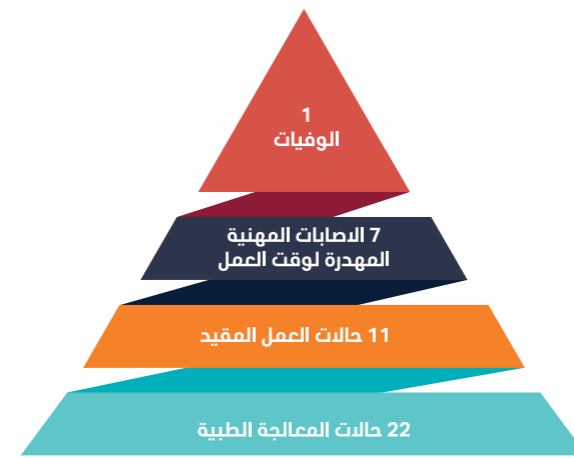 1
الوفيات
7 الاصابات المهنية
المهدرة لوقت العمل
11 حالات العمل المقيد
22 حالات المعالجة الطبية